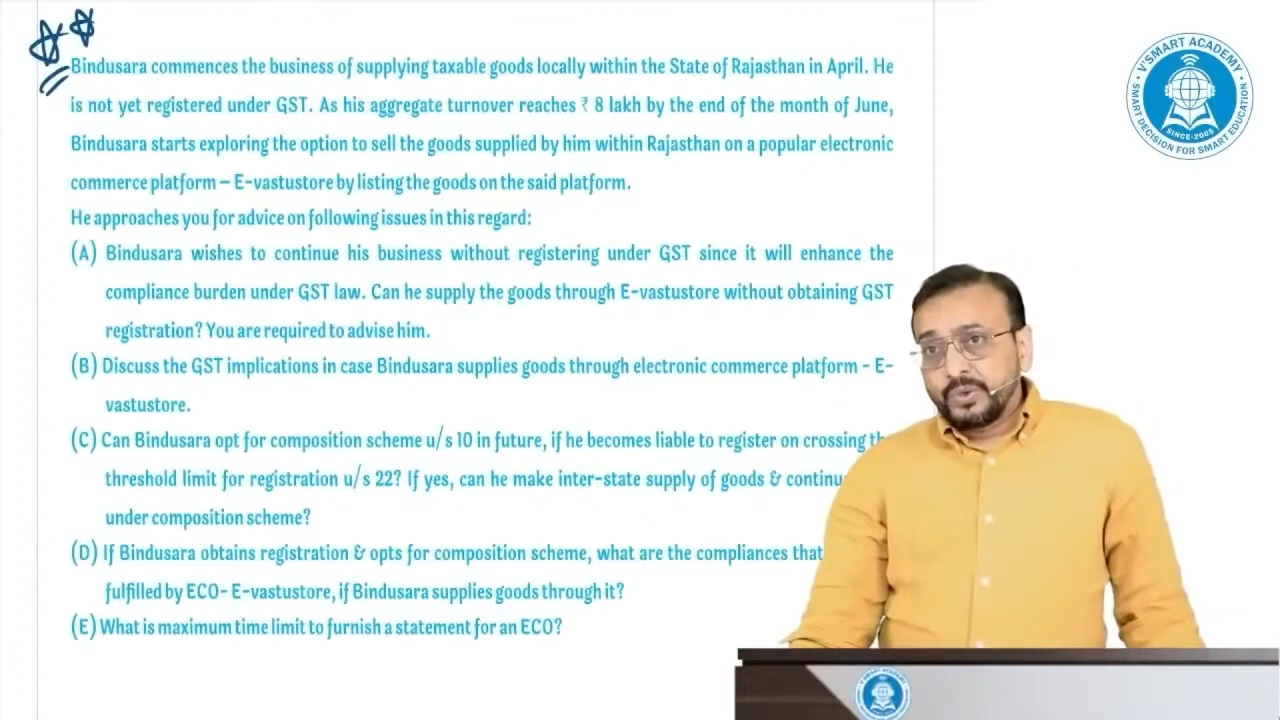 Bindusara commences the business of supplying taxable goods locally within the State of Rajasthan in April. He
is not yet registered under GST. As his aggregate turnover reaches ₹ 8 lakh by the end of the month of June,
Bindusara starts exploring the option to sell the goods supplied by him within Rajasthan on a popular electronic
commerce platform – E-vastustore by listing the goods on the said platform.
He approaches you for advice on following issues in this regard:
(A) Bindusara wishes to continue his business without registering under GST since it will enhance the
compliance burden under GST law. Can he supply the goods through E-vastustore without obtaining GST
registration? You are required to advise him.
(B) Discuss the GST implications in case Bindusara supplies goods through electronic commerce platform - E-
vastustore.
(C) Can Bindusara opt for composition scheme u/s 10 in future, if he becomes liable to register on crossing
threshold limit for registration u/s 22? If yes, can he make inter-state supply of goods &
under composition scheme?
(D) If Bindusara obtains registration & opts for composition scheme, what are the compliances that
fulfilled by ECO- E-vastustore, if Bindusara supplies goods through it?
(E) What is maximum time limit to furnish a statement for an ECO?
V'SMART ACADEMY
SINCE-2005
SMART DECISION FOR SMART EDUCATION